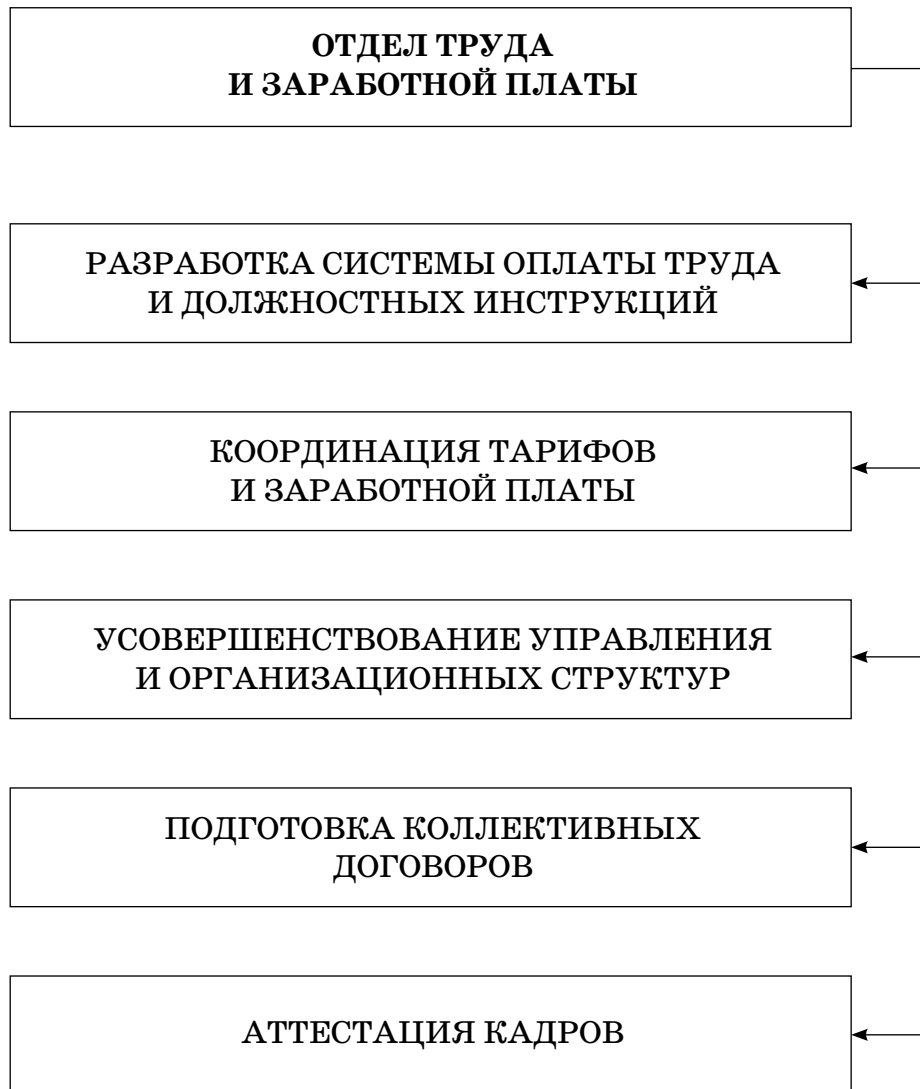 ОТДЕЛ ТРУДА
И ЗАРАБОТНОЙ ПЛАТЫ
РАЗРАБОТКА СИСТЕМЫ ОПЛАТЫ ТРУДА
И ДОЛЖНОСТНЫХ ИНСТРУКЦИЙ
КООРДИНАЦИЯ ТАРИФОВ
И ЗАРАБОТНОЙ ПЛАТЫ
УСОВЕРШЕНСТВОВАНИЕ УПРАВЛЕНИЯ
И ОРГАНИЗАЦИОННЫХ СТРУКТУР
ПОДГОТОВКА КОЛЛЕКТИВНЫХ
ДОГОВОРОВ
АТТЕСТАЦИЯ КАДРОВ